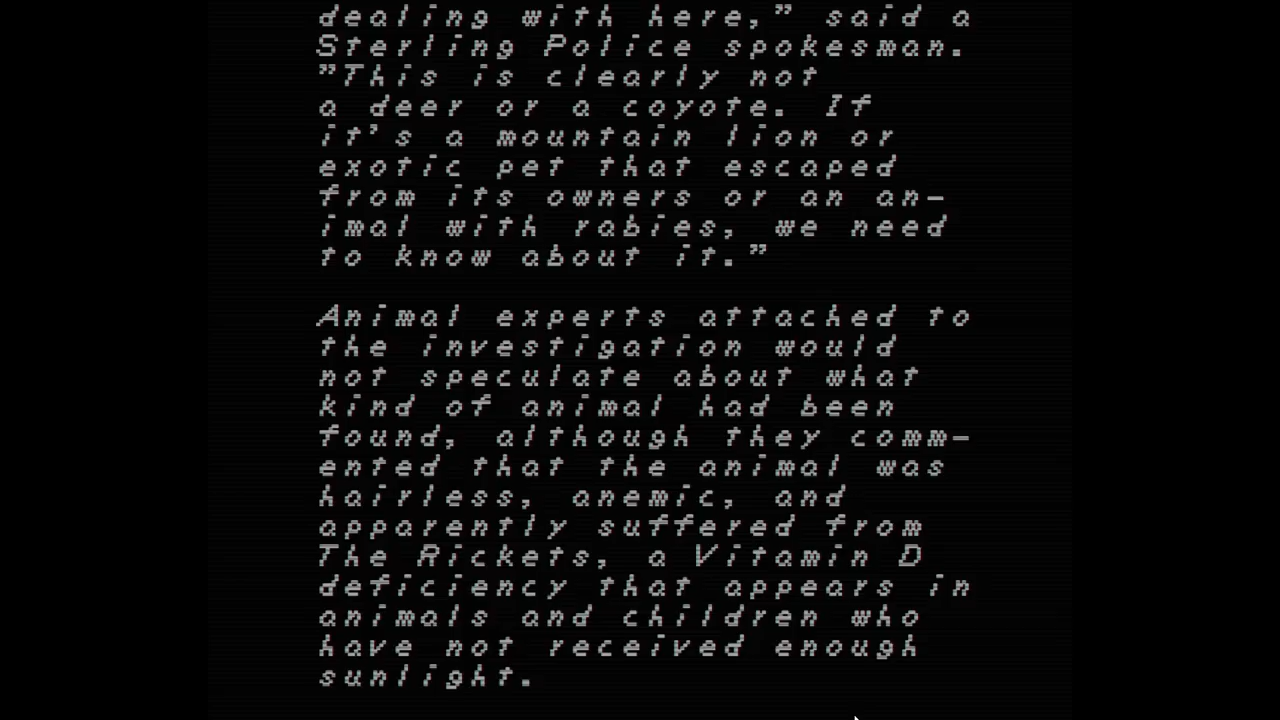 dealing with here,” said a
Sterling Police spokesman.
”This is clearly not
a deer or a coyote. If
it's a mountain lion or
exotic pet that escaped
from its owners or an an-
imal with rabies, we need
to know about it.”
Animal experts attached to
the investigation would
not speculate about what
kind of animal had been
found, although they comm-
ented that the animal was
hairless, anemic, and
apparently suffered from
The Rickets, a Vitamin D
deficiency that appears in
animals and children who
have not received enough
sunlight.